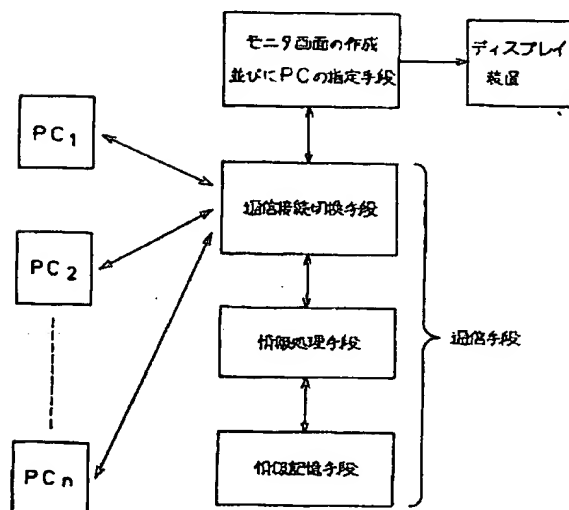 モニタ画面の作成
並びにPCの指定手段
ディスプレイ
装置
PC1
通信接続切換手段
PC2
情報処理手段
通信手段
情報記憶手段
PCn